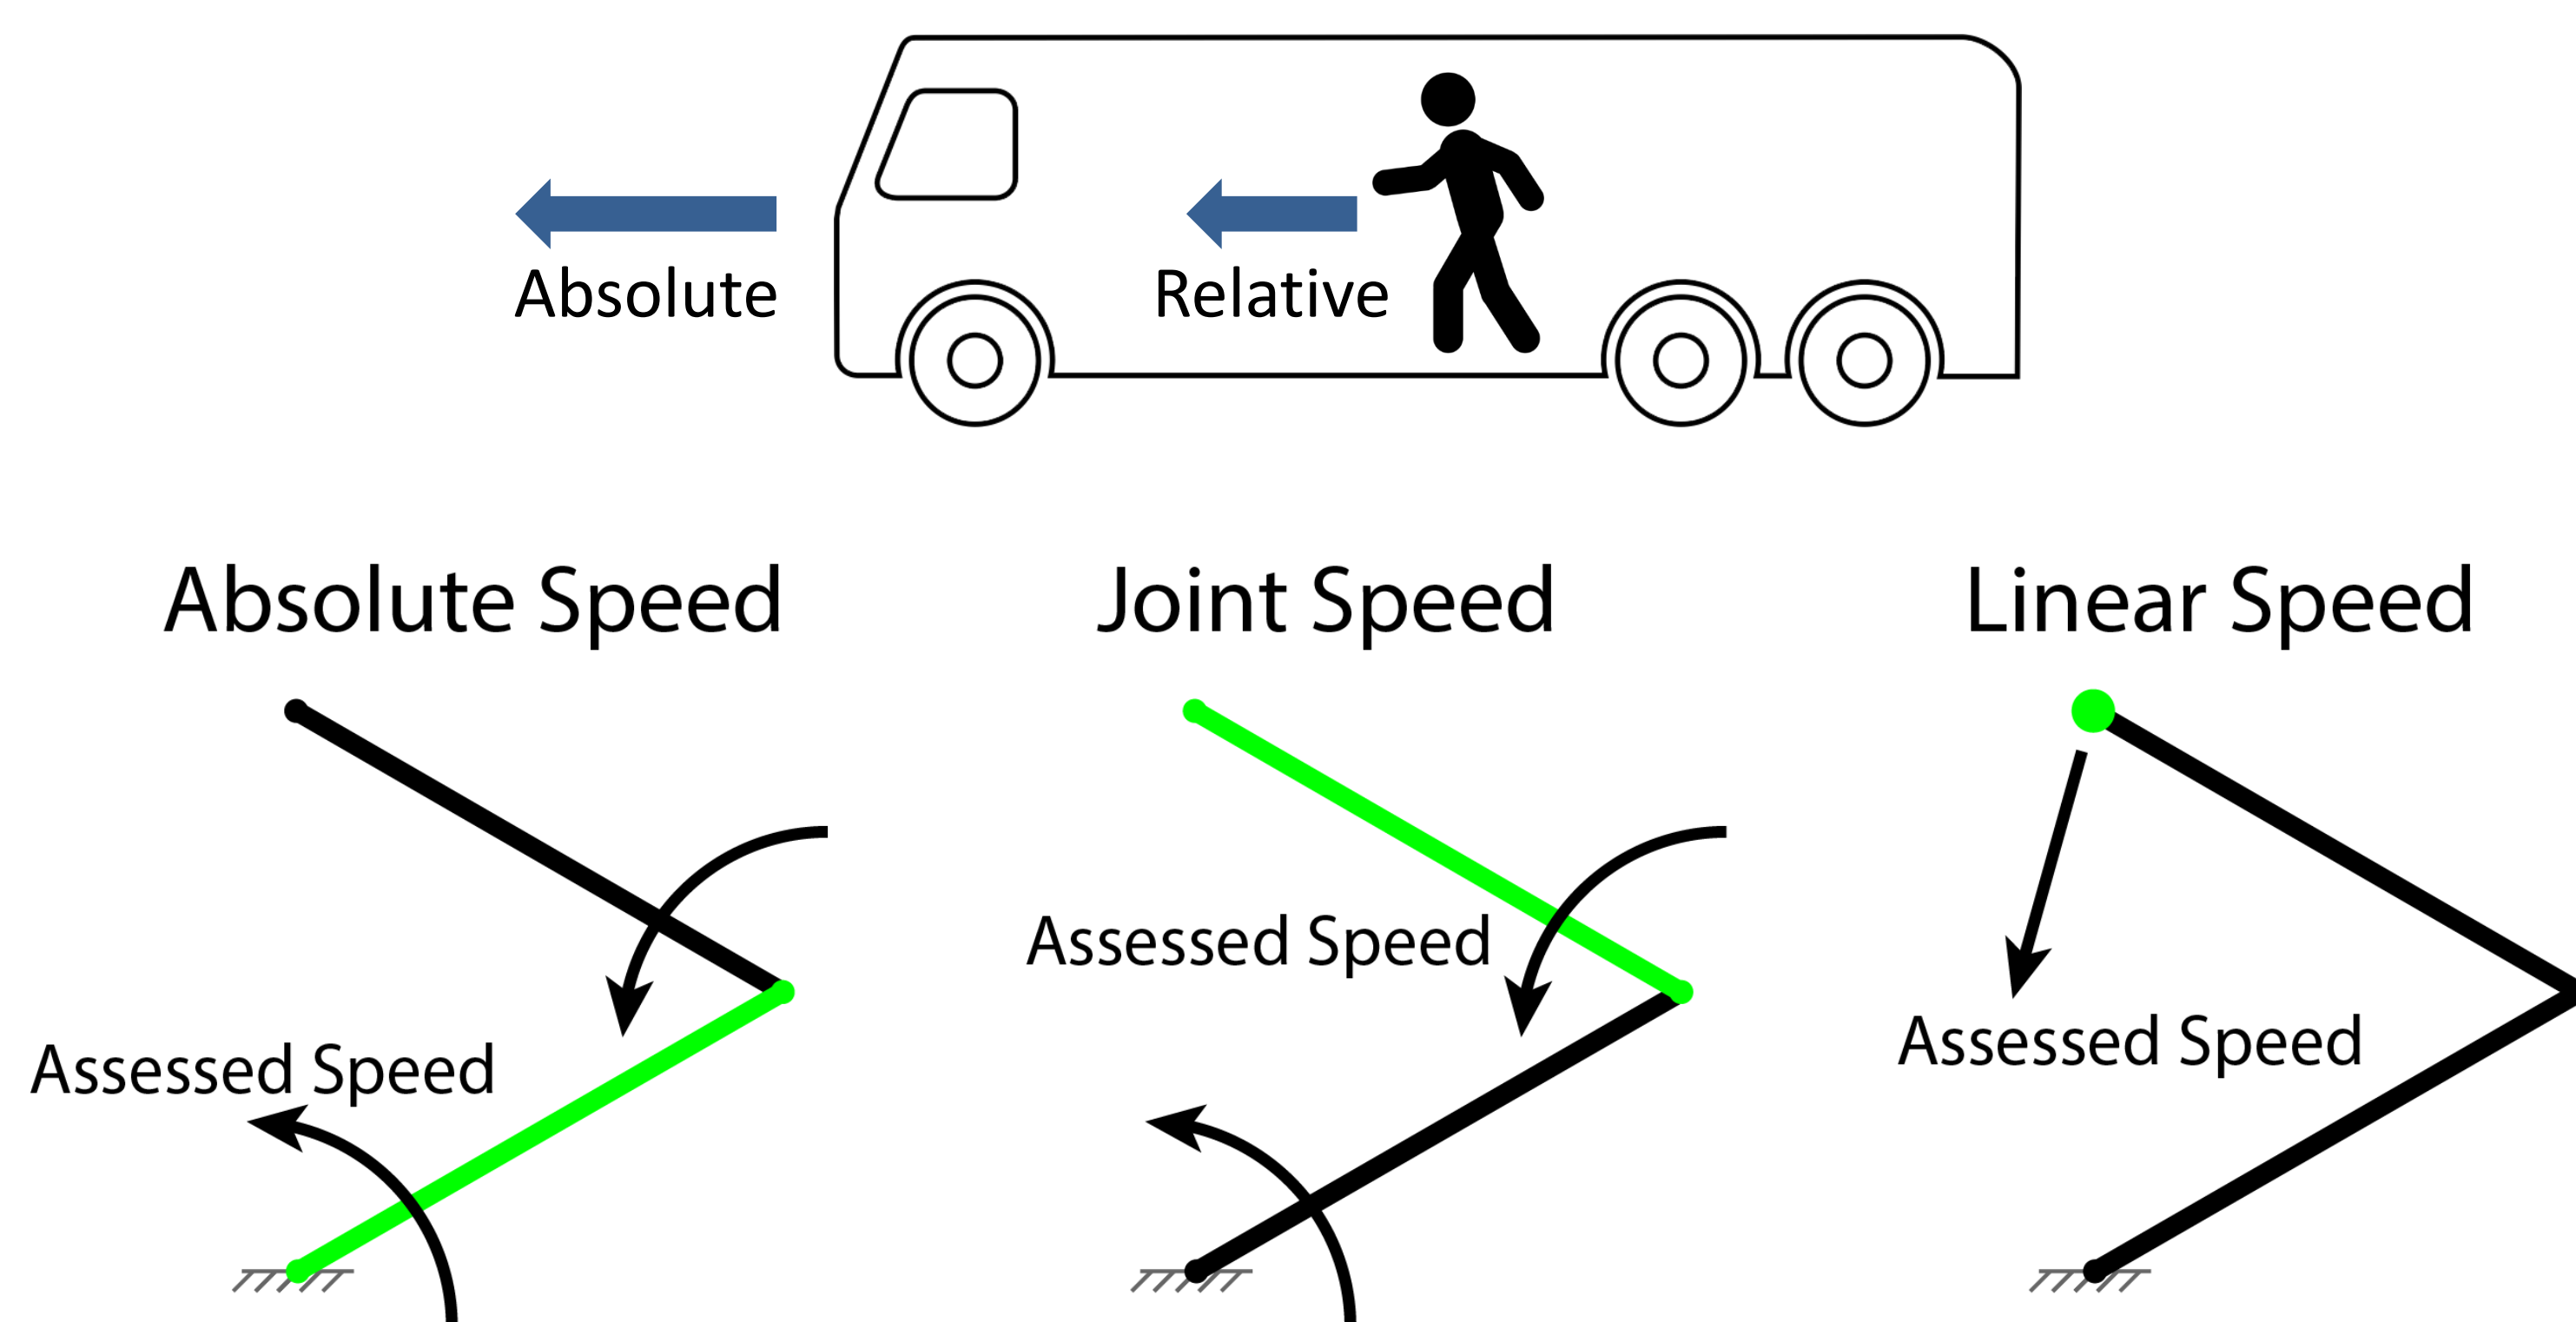 Absolute
Relative
Absolute Speed
Joint Speed
Linear Speed
Assessed Speed
Assessed Speed
Assessed Speed